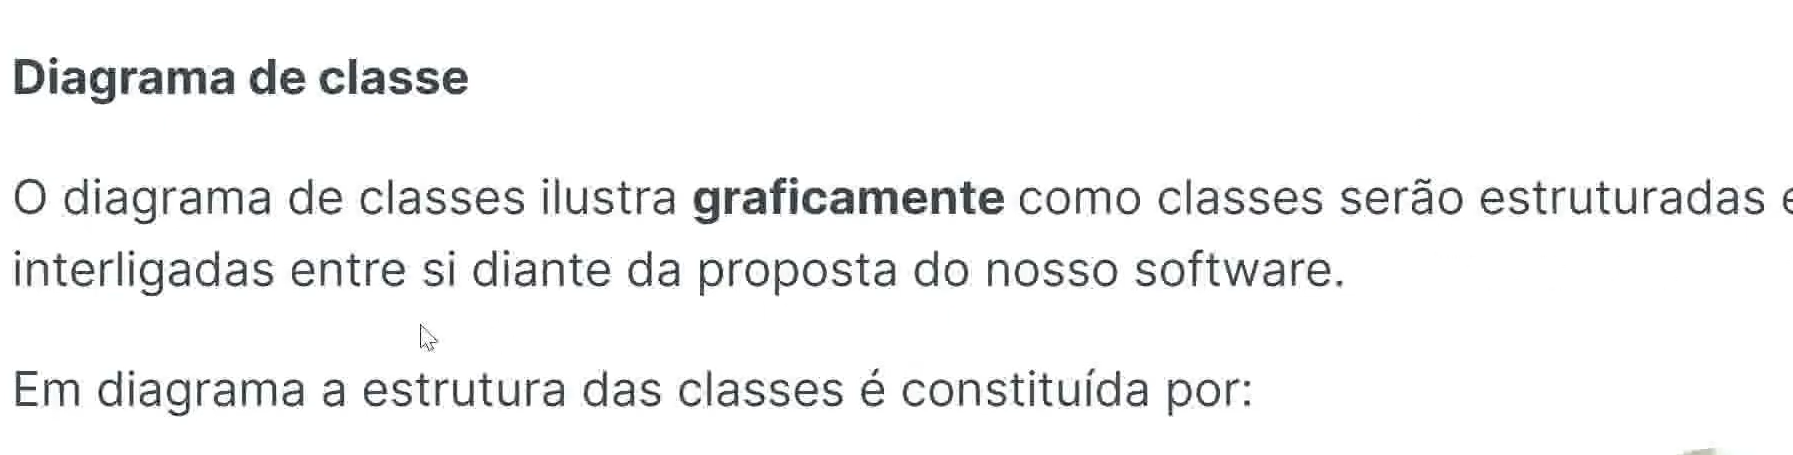 Diagrama de classe
O diagrama de classes ilustra graficamente como classes serão estruturadas e
interligadas entre si diante da proposta do nosso software.
Em diagrama a estrutura das classes é constituída por: